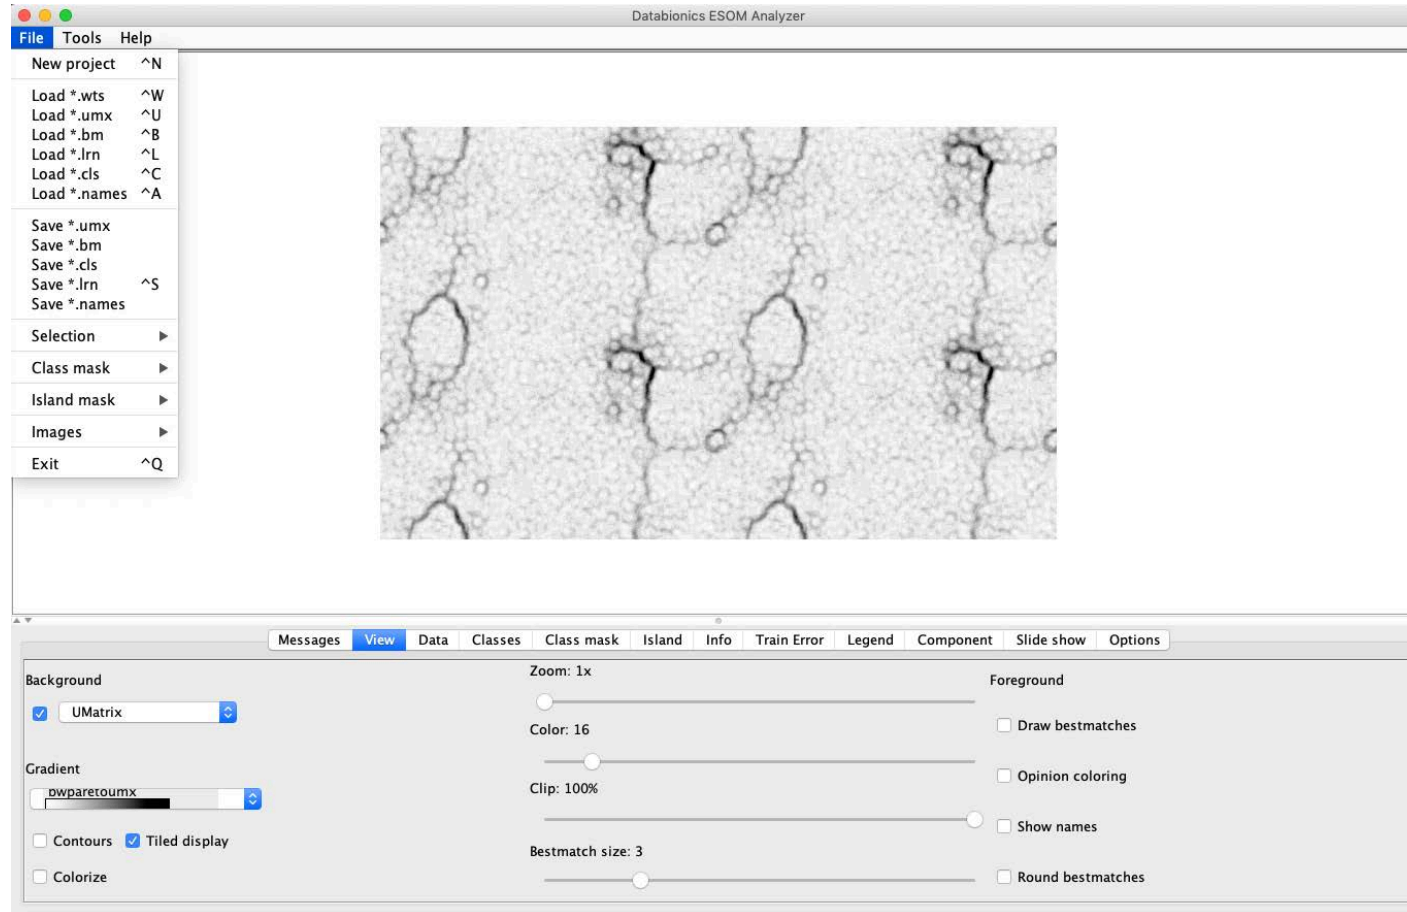 Databionics ESOM Analyzer
File Tools Help
New project ^N
Load *.wts ^W
Load *.umx ^U
Load *.bm ^B
Load *.lrn ^L
Load *.cls ^C
Load *.names ^A
Save *.umx
Save *.bm
Save *.cls
Save *.lrn ^S
Save *.names
Selection
Class mask
Island mask
Images
Exit ^Q
Messages View Data Classes Class mask Island Info Train Error Legend Component Slide show Options
Background
UMatrix
Gradient
bwparetoumx
Contours Tiled display
Colorize
Zoom: 1x
Color: 16
Clip: 100%
Bestmatch size: 3
Foreground
Draw bestmatches
Opinion coloring
Show names
Round bestmatches